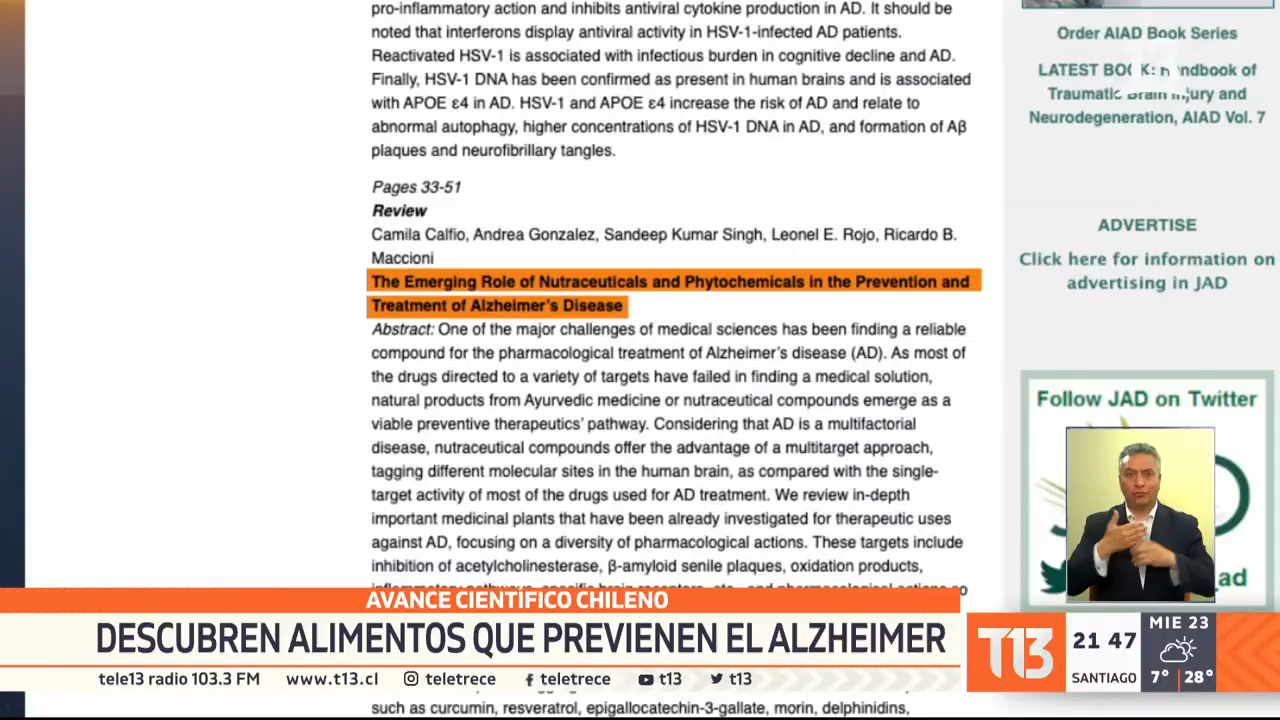 pro-inflammatory action and inhibits antiviral cytokine production in AD. It should be
noted that interferons display antiviral activity in HSV-1-infected AD patients.
Reactivated HSV-1 is associated with infectious burden in cognitive decline and AD.
Finally, HSV-1 DNA has been confirmed as present in human brains and is associated
with APOE ε4 in AD. HSV-1 and APOE ε4 increase the risk of AD and relate to
abnormal autophagy, higher concentrations of HSV-1 DNA in AD, and formation of Aβ
plaques and neurofibrillary tangles.
Pages 33-51
Review
Camila Calfio, Andrea Gonzalez, Sandeep Kumar Singh, Leonel E. Rojo, Ricardo B.
Maccioni
The Emerging Role of Nutraceuticals and Phytochemicals in the Prevention and
Treatment of Alzheimer's Disease
Abstract: One of the major challenges of medical sciences has been finding a reliable
compound for the pharmacological treatment of Alzheimer's disease (AD). As most of
the drugs directed to a variety of targets have failed in finding a medical solution,
natural products from Ayurvedic medicine or nutraceutical compounds emerge as a
viable preventive therapeutics' pathway. Considering that AD is a multifactorial
disease, nutraceutical compounds offer the advantage of a multitarget approach,
tagging different molecular sites in the human brain, as compared with the single-
target activity of most of the drugs used for AD treatment. We review in-depth
important medicinal plants that have been already investigated for therapeutic uses
against AD, focusing on a diversity of pharmacological actions. These targets include
inhibition of acetylcholinesterase, β-amyloid senile plaques, oxidation products,
such as curcumin, resveratrol, epigallocatechin-3-gallate, morin, delphinidins,
Order AIAD Book Series
LATEST BOOK: Handbook of
Traumatic Brain Injury and
Neurodegeneration, AIAD Vol. 7
ADVERTISE
Click here for information on
advertising in JAD
Follow JAD on Twitter
ad
AVANCE CIENTÍFICO CHILENO
DESCUBREN ALIMENTOS QUE PREVIENEN EL ALZHEIMER
tele13 radio 103.3 FM www.t13.cl teletrece teletrece t13 t13
T13
21 47
SANTIAGO
MIE 23
7° 28°